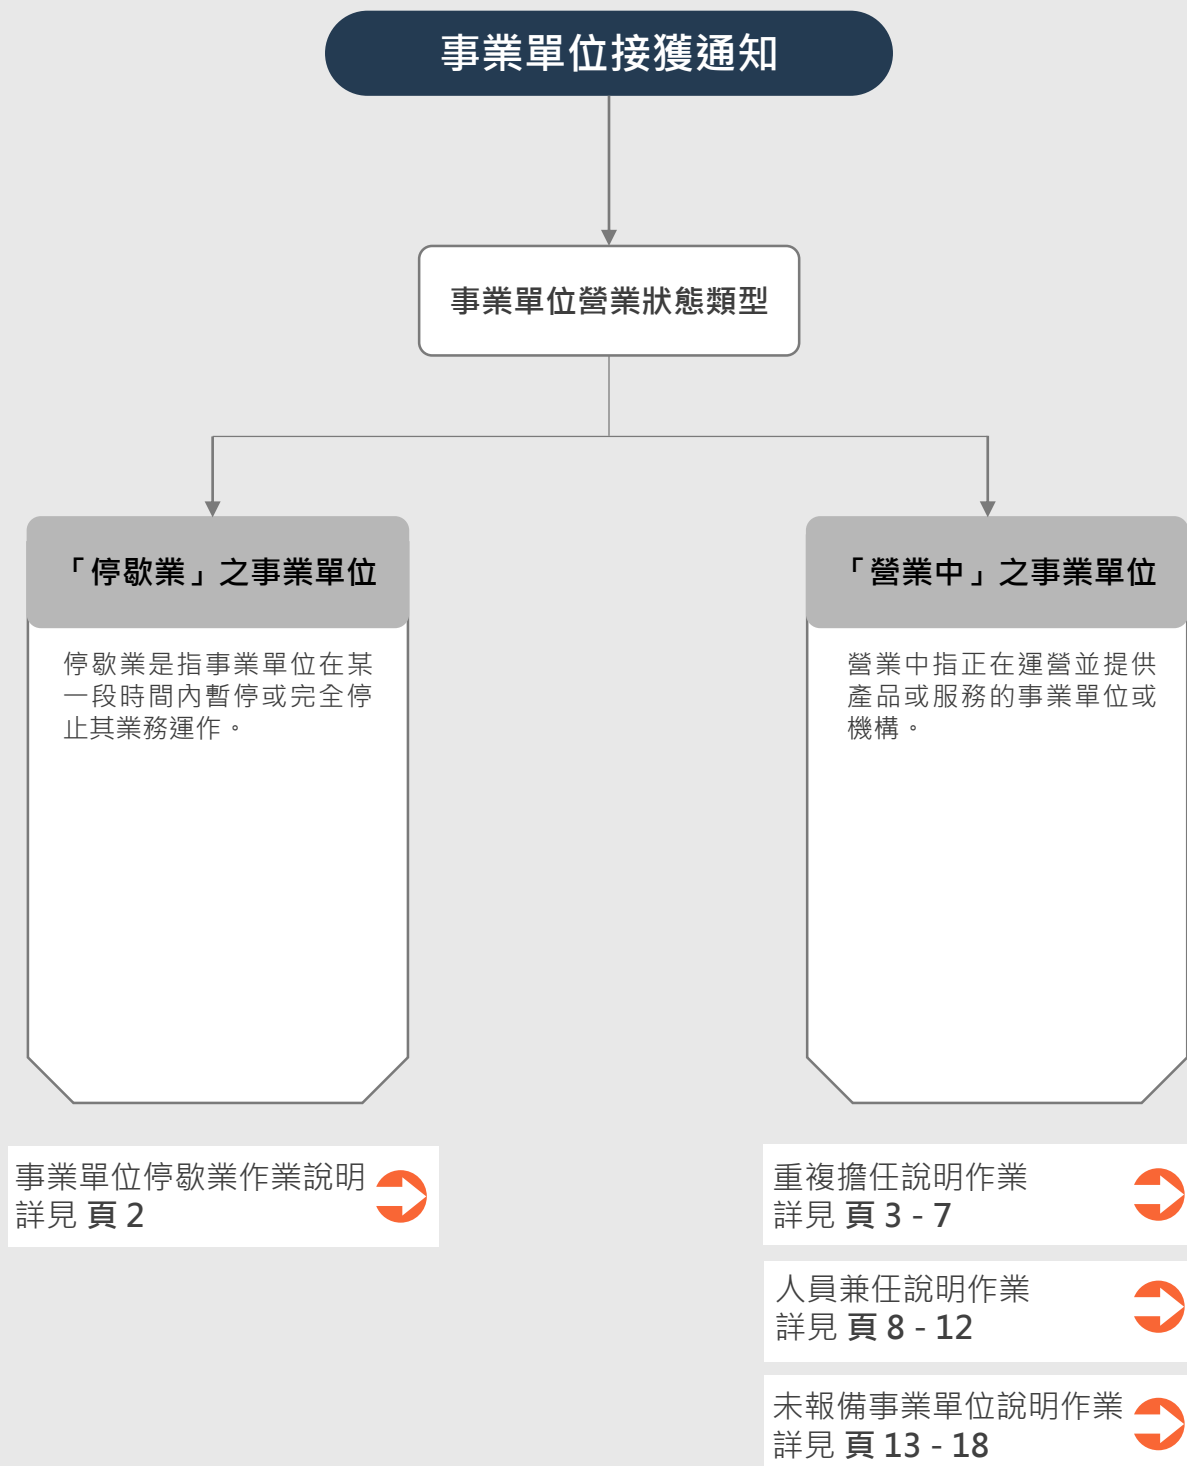 事業單位接獲通知
事業單位營業狀態類型
「停歇業」之事業單位
停歇業是指事業單位在某
一段時間內暫停或完全停
止其業務運作。
「營業中」之事業單位
營業中指正在運營並提供
產品或服務的事業單位或
機構。
事業單位停歇業作業說明
詳見 頁 2
重複擔任說明作業
詳見 頁 3 - 7
人員兼任說明作業
詳見 頁 8 - 12
未報備事業單位說明作業
詳見 頁 13 - 18